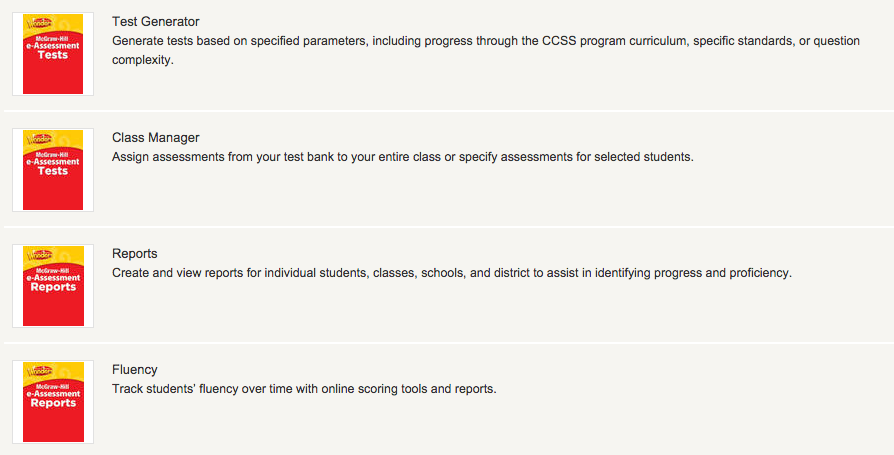 Wonders
McGraw-Hill
e-Assessment
Tests
Test Generator
Generate tests based on specified parameters, including progress through the CCSS program curriculum, specific standards, or question
complexity.
Wonders
McGraw-Hill
e-Assessment
Tests
Class Manager
Assign assessments from your test bank to your entire class or specify assessments for selected students.
Wonders
McGraw-Hill
e-Assessment
Reports
Reports
Create and view reports for individual students, classes, schools, and district to assist in identifying progress and proficiency.
Wonders
McGraw-Hill
e-Assessment
Reports
Fluency
Track students’ fluency over time with online scoring tools and reports.